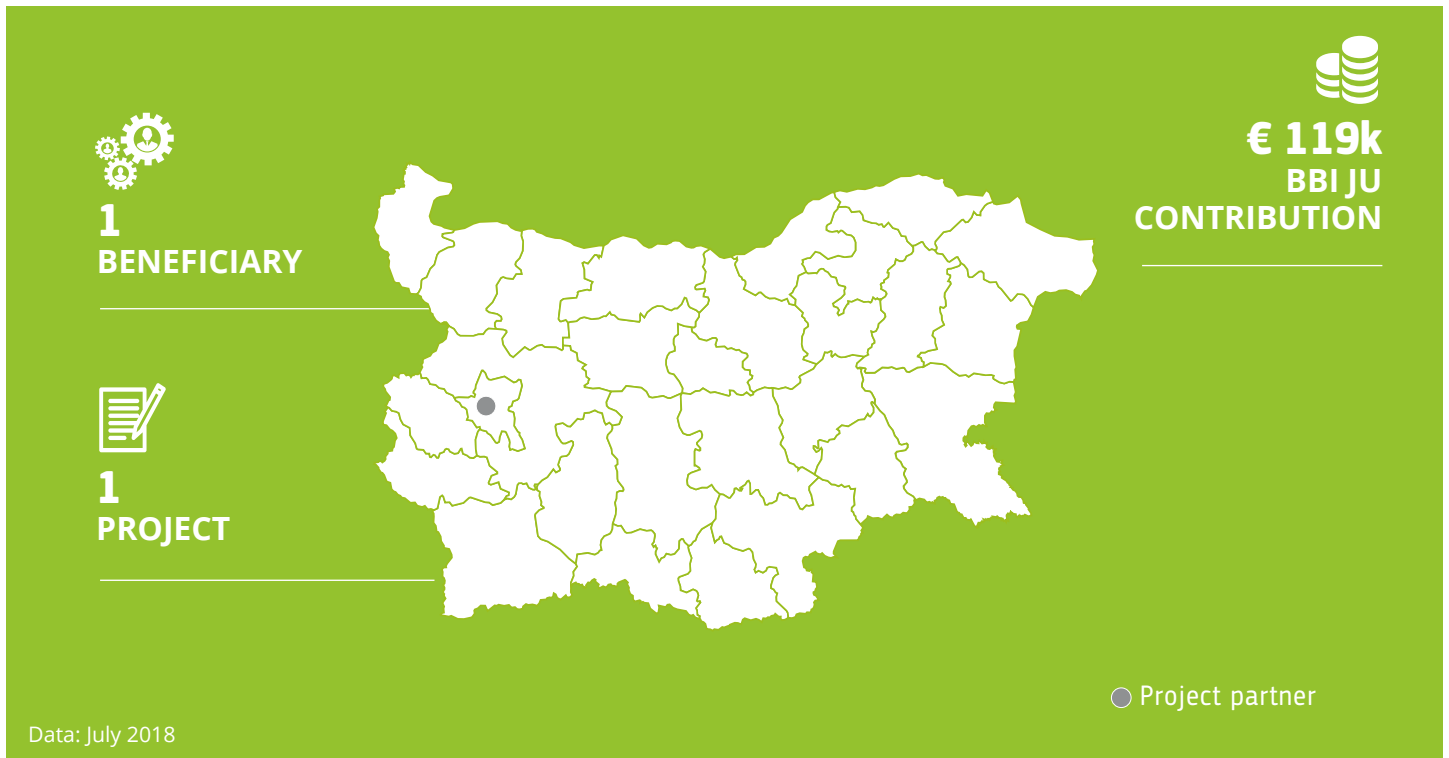 1
BENEFICIARY
1
PROJECT
€ 119k
BBI JU
CONTRIBUTION
Project partner
Data: July 2018